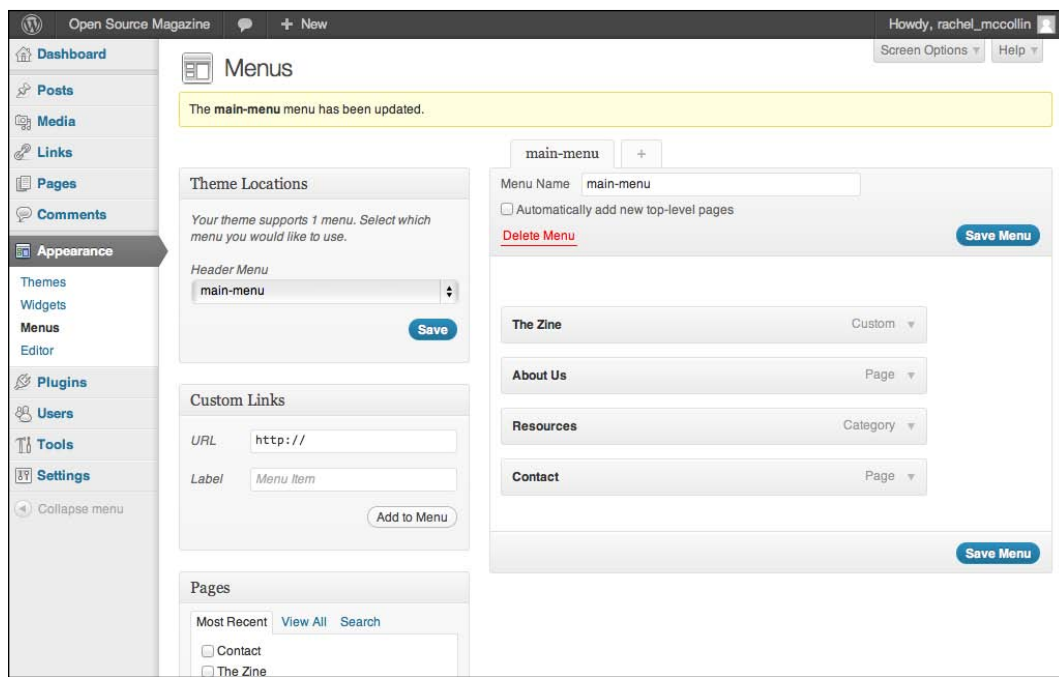 Open Source Magazine
+ New
Howdy, rachel_mccollin
Dashboard
Posts
Media
Links
Pages
Comments
Appearance
Themes
Widgets
Menus
Editor
Plugins
Users
Tools
Settings
Collapse menu
Screen Options
Help
Menus
The main-menu menu has been updated.
Theme Locations
Your theme supports 1 menu. Select which
menu you would like to use.
Header Menu
main-menu
Save
Custom Links
URL http://
Label Menu Item
Add to Menu
Pages
Most Recent View All Search
Contact
The Zine
main-menu +
Menu Name main-menu
Automatically add new top-level pages
Delete Menu
Save Menu
The Zine Custom
About Us Page
Resources Category
Contact Page
Save Menu